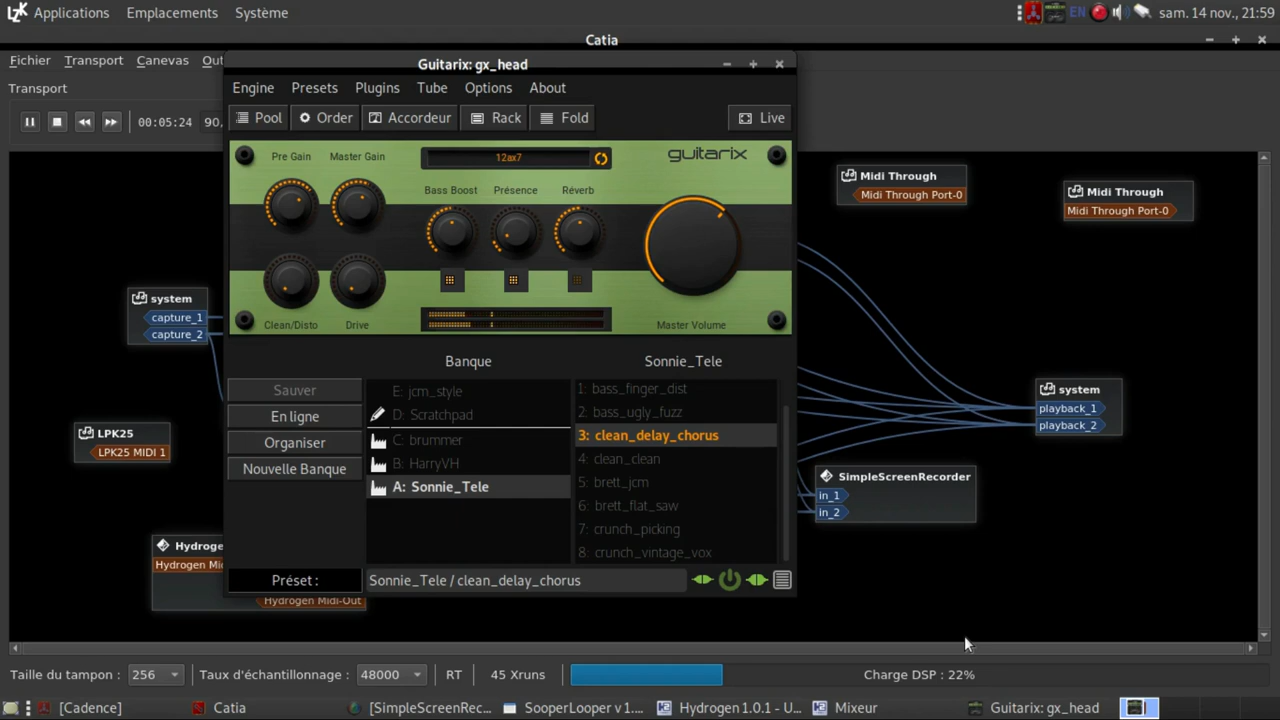 Applications Emplacements Système EN sam. 14 nov., 21:59
Catia
Fichier Transport Canevas
Guitarix: gx_head
Transport
Engine Presets Plugins Tube Options About
00:05:24 90,
Pool Order Accordeur Rack Fold Live
Pre Gain Master Gain 12ax7 guitarix
Bass Boost Présence Réverb
Clean/Disto Drive Master Volume
Midi Through
Midi Through Port-0
Midi Through
Midi Through Port-0
system
capture_1
capture_2
LPK25
LPK25 MIDI 1
Hydrogen Midi-Out
system
playback_1
playback_2
SimpleScreenRecorder
in_1
in_2
Banque Sonnie_Tele
Sauver
En ligne
Organiser
Nouvelle Banque
E: jcm_style
D: Scratchpad
C: brummer
B: HarryVH
A: Sonnie_Tele
1: bass_finger_dist
2: bass_ugly_fuzz
3: clean_delay_chorus
4: clean_clean
5: brett_jcm
6: brett_flat_saw
7: crunch_picking
8: crunch_vintage_vox
Préset : Sonnie_Tele / clean_delay_chorus
Taille du tampon : 256 Taux d'échantillonnage : 48000 RT 45 Xruns Charge DSP : 22%
[Cadence] Catia [SimpleScreenRec... SooperLooper v 1.... Hydrogen 1.0.1 - U... Mixeur Guitarix: gx_head